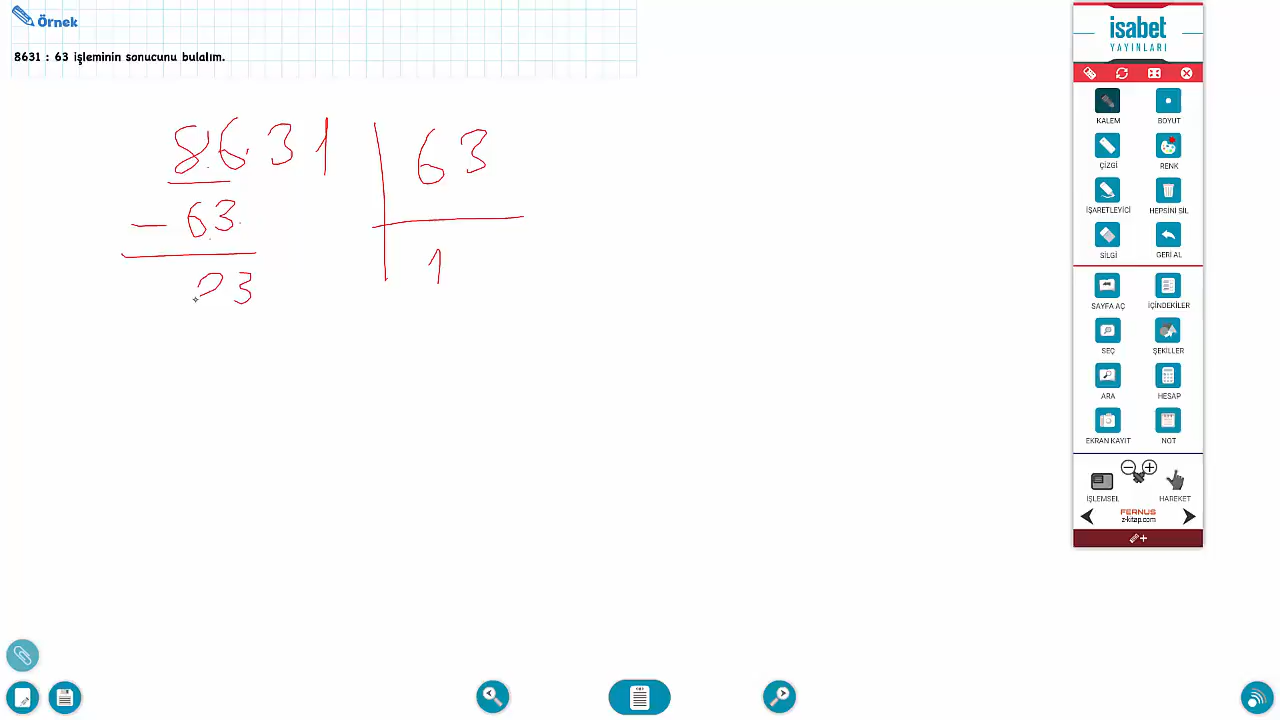 Örnek
8631 : 63 işleminin sonucunu bulalım.
8631 63
- 63
1
23
isabet
YAYINLARI
KALEM BOYUT
ÇİZGİ RENK
İŞARETLEYİCİ HEPSİNİ SİL
SİLGİ GERİ AL
SAYFA AÇ İÇİNDEKİLER
SEÇ ŞEKİLLER
ARA HESAP
EKRAN KAYIT NOT
İŞLEMSEL HAREKET
FERNUS
z-kitap.com